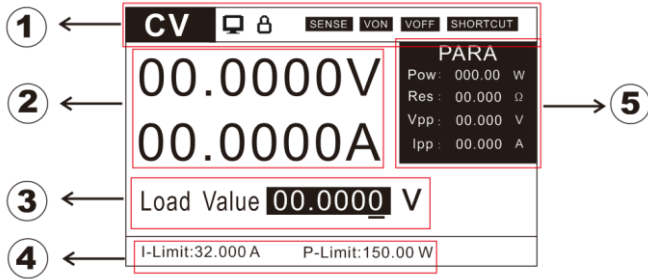 ① CV SENSE VON VOFF SHORTCUT
② 00.0000V
00.0000A
PARA
Pow: 000.00 W
Res: 00.000 Ω
Vpp: 00.000 V
Ipp: 00.000 A
⑤
③ Load Value 00.0000 V
④ I-Limit:32.000 A P-Limit:150.00 W